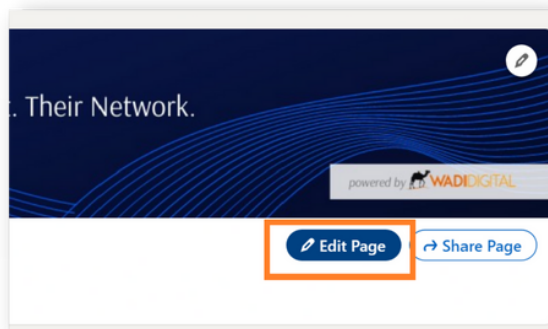 . Their Network.
powered by WADIDIGITAL
Edit Page
Share Page